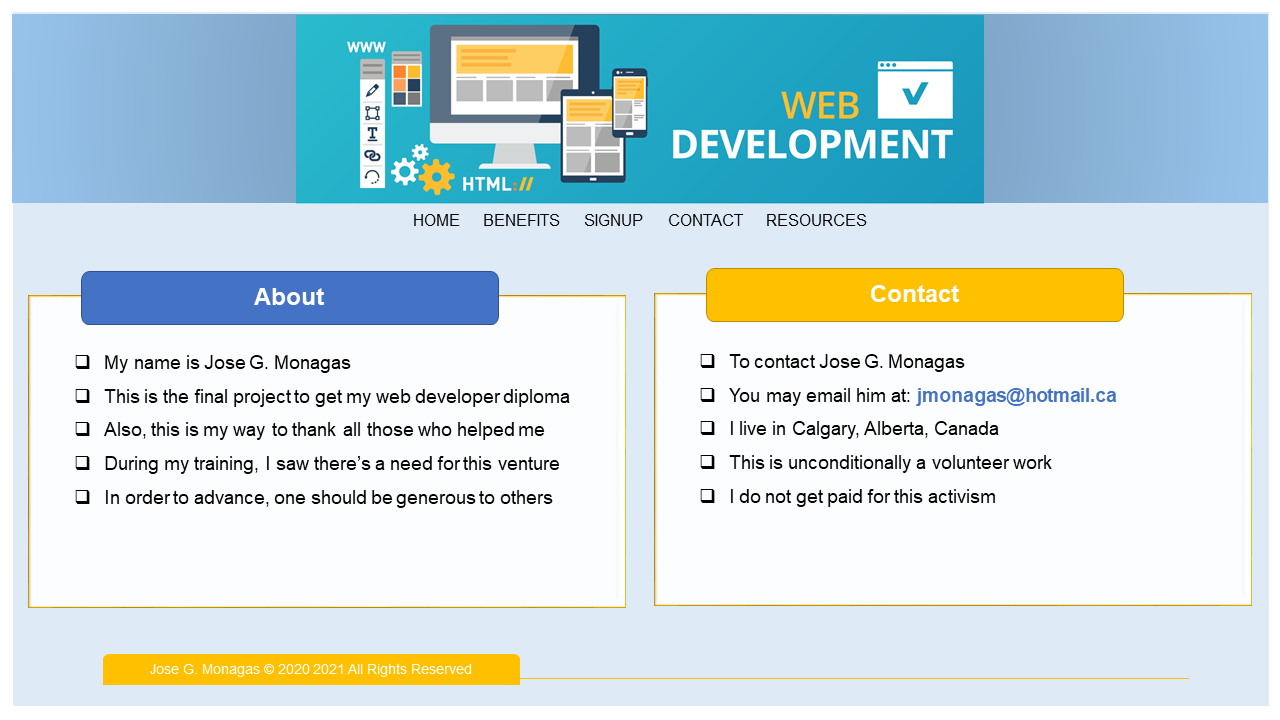 WWW
T
HTML://
WEB
DEVELOPMENT
HOME BENEFITS SIGNUP CONTACT RESOURCES
About
My name is Jose G. Monagas
This is the final project to get my web developer diploma
Also, this is my way to thank all those who helped me
During my training, I saw there’s a need for this venture
In order to advance, one should be generous to others
Contact
To contact Jose G. Monagas
You may email him at: jmonagas@hotmail.ca
I live in Calgary, Alberta, Canada
This is unconditionally a volunteer work
I do not get paid for this activism
Jose G. Monagas © 2020 2021 All Rights Reserved